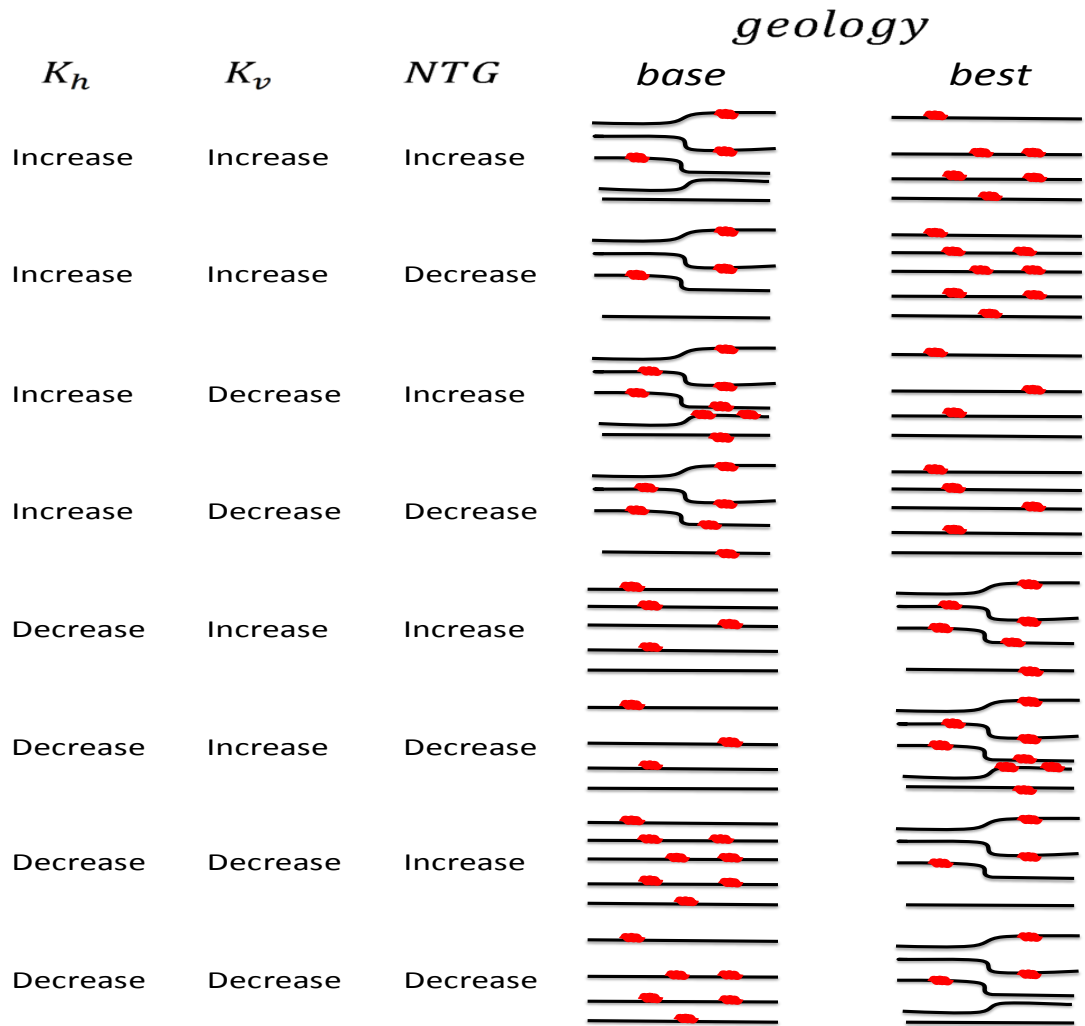 geology
K_h K_v NTG base best
Increase Increase Increase
Increase Increase Decrease
Increase Decrease Increase
Increase Decrease Decrease
Decrease Increase Increase
Decrease Increase Decrease
Decrease Decrease Increase
Decrease Decrease Decrease